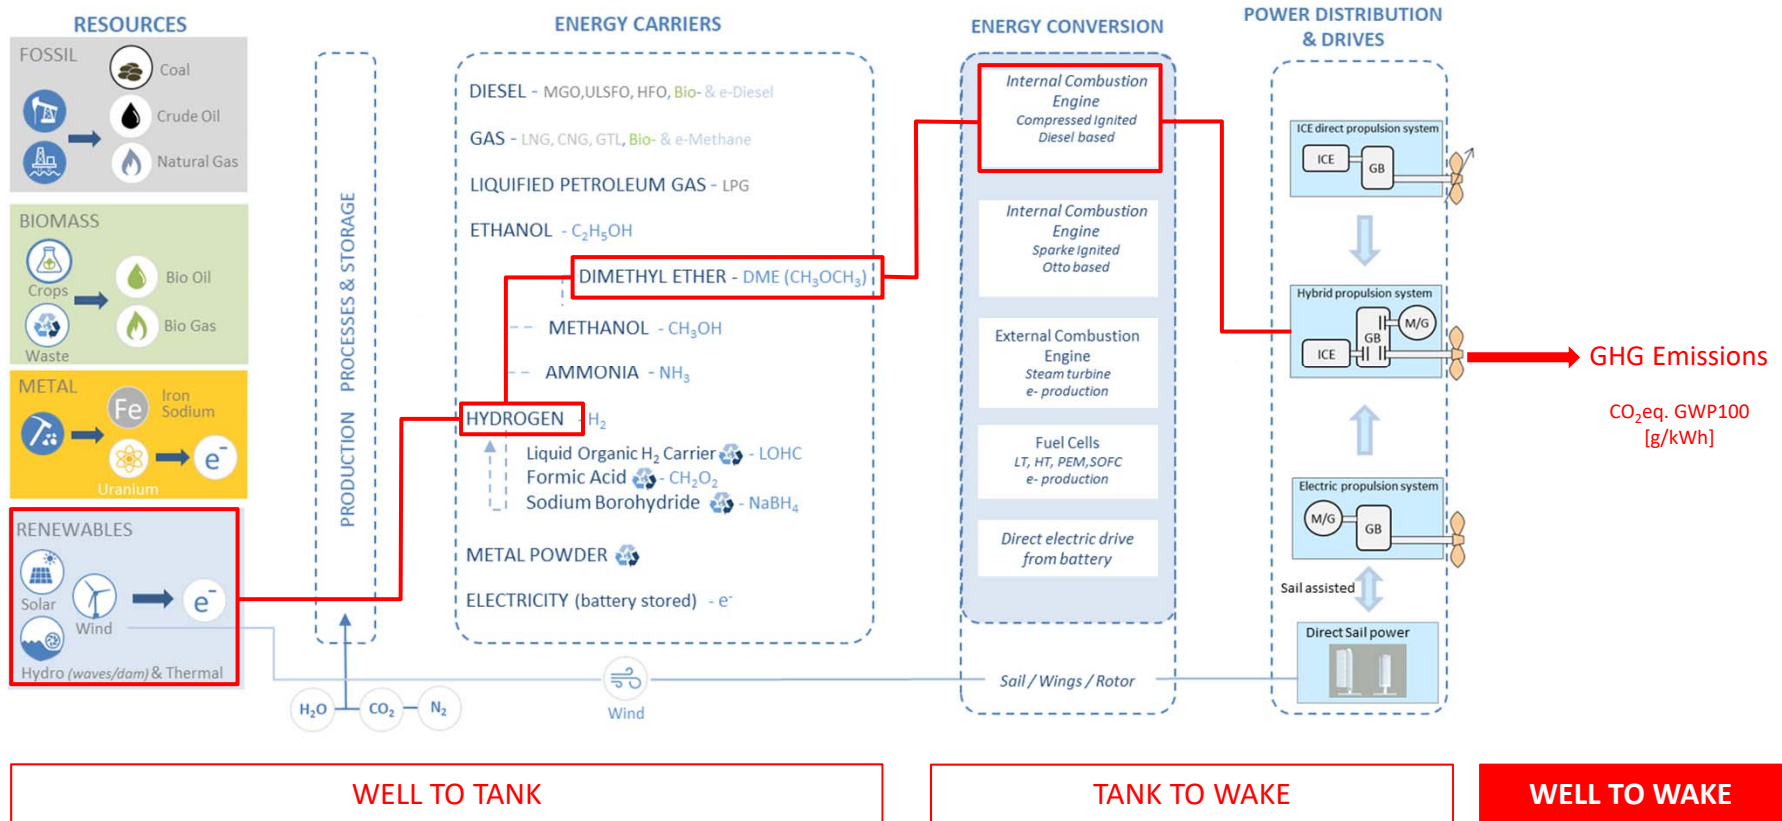 RESOURCES
FOSSIL
Coal
Crude Oil
Natural Gas
BIOMASS
Crops
Waste
Bio Oil
Bio Gas
METAL
Fe
Iron
Sodium
Uranium
e⁻
RENEWABLES
Solar
Wind
e⁻
Hydro (waves/dam) & Thermal
PRODUCTION PROCESSES & STORAGE
H₂O
CO₂
N₂
ENERGY CARRIERS
DIESEL - MGO,ULSFO, HFO, Bio- & e-Diesel
GAS - LNG, CNG, GTL, Bio- & e-Methane
LIQUIFIED PETROLEUM GAS - LPG
ETHANOL - C₂H₅OH
DIMETHYL ETHER - DME (CH₃OCH₃)
METHANOL - CH₃OH
AMMONIA - NH₃
HYDROGEN - H₂
Liquid Organic H₂ Carrier - LOHC
Formic Acid - CH₂O₂
Sodium Borohydride - NaBH₄
METAL POWDER
ELECTRICITY (battery stored) - e⁻
Wind
ENERGY CONVERSION
Internal Combustion
Engine
Compressed Ignited
Diesel based
Internal Combustion
Engine
Sparke Ignited
Otto based
External Combustion
Engine
Steam turbine
e- production
Fuel Cells
LT, HT, PEM,SOFC
e- production
Direct electric drive
from battery
Sail / Wings / Rotor
POWER DISTRIBUTION
& DRIVES
ICE direct propulsion system
ICE
GB
Hybrid propulsion system
M/G
GB
ICE
Electric propulsion system
M/G
GB
Sail assisted
Direct Sail power
GHG Emissions
CO₂eq. GWP100
[g/kWh]
WELL TO TANK
TANK TO WAKE
WELL TO WAKE